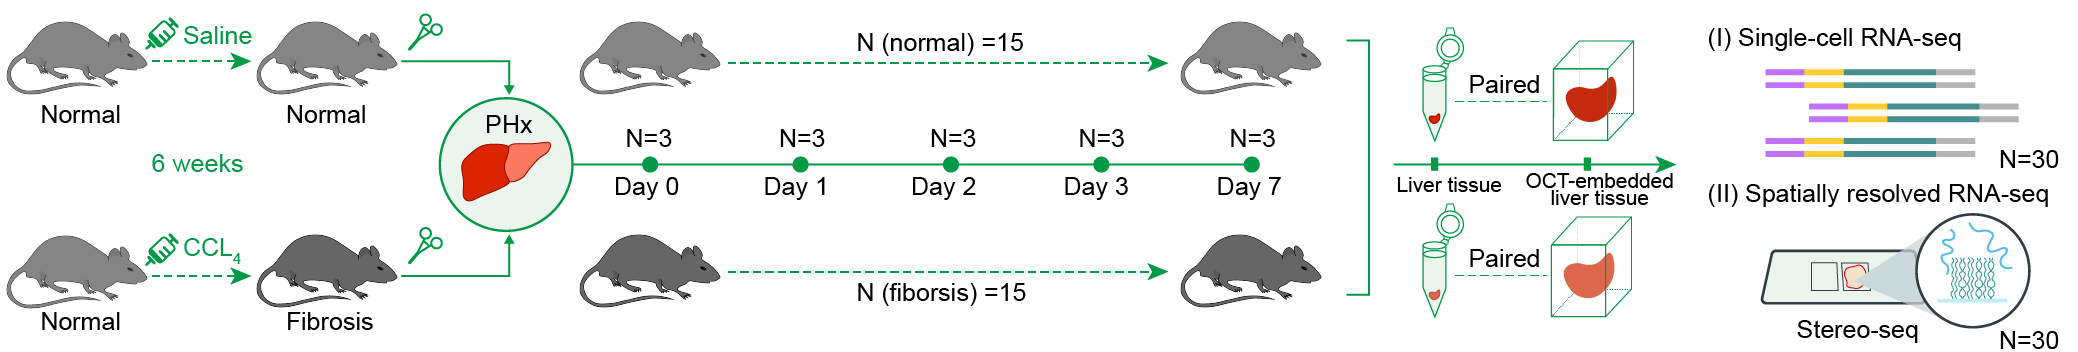 Saline
Normal
Normal
6 weeks
CCL4
Normal
Fibrosis
PHx
N (normal) =15
N=3
N=3
N=3
N=3
N=3
Day 0
Day 1
Day 2
Day 3
Day 7
N (fiborsis) =15
Paired
Liver tissue
OCT-embedded
liver tissue
Paired
(I) Single-cell RNA-seq
N=30
(II) Spatially resolved RNA-seq
Stereo-seq
N=30